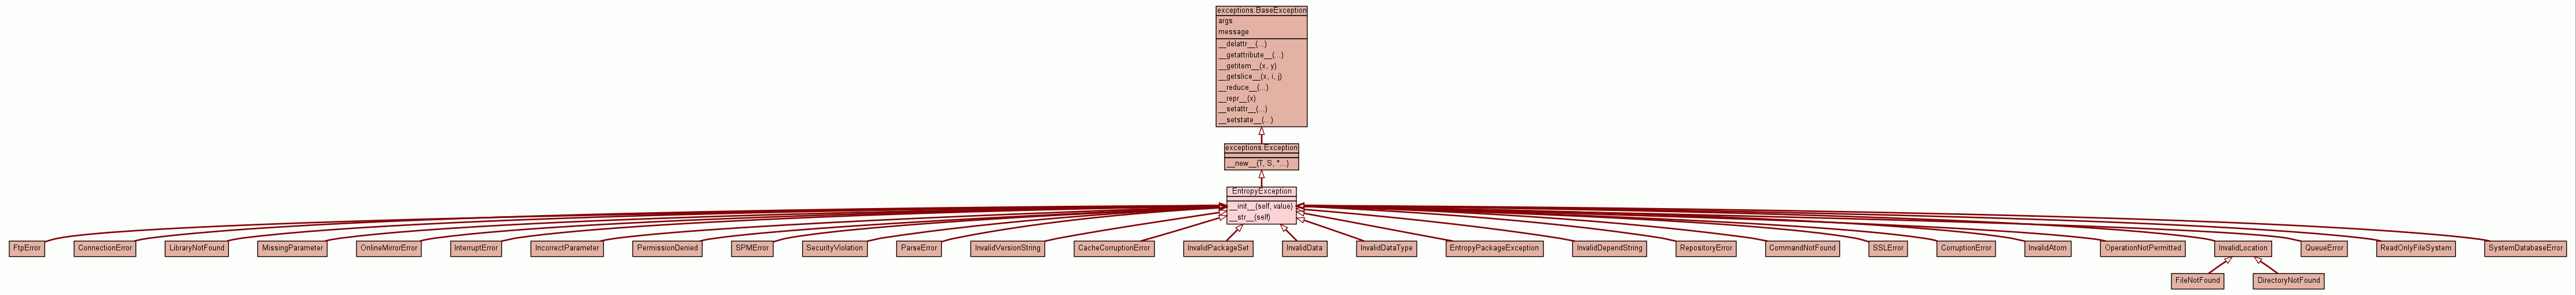 exceptions.BaseException
args
message
__delattr__(...)
__getattribute__(...)
__getitem__(x, y)
__getslice__(x, i, j)
__reduce__(...)
__repr__(x)
__setattr__(...)
__setstate__(...)
exceptions.Exception
__new__(T, S, *...)
EntropyException
__init__(self, value)
__str__(self)
FtpError
ConnectionError
LibraryNotFound
MissingParameter
OnlineMirrorError
InteruptError
IncorrectParameter
PermissionDenied
SPMError
SecurityViolation
ParseError
InvalidVersionString
CacheCorruptionError
InvalidPackageSet
InvalidData
InvalidDataType
EntropyPackageException
InvalidDependString
RepositoryError
CommandNotFound
SSLError
CorruptionError
InvalidAtom
OperationNotPermitted
InvalidLocation
QueueError
ReadOnlyFileSystem
SystemDatabaseError
FileNotFound
DirectoryNotFound